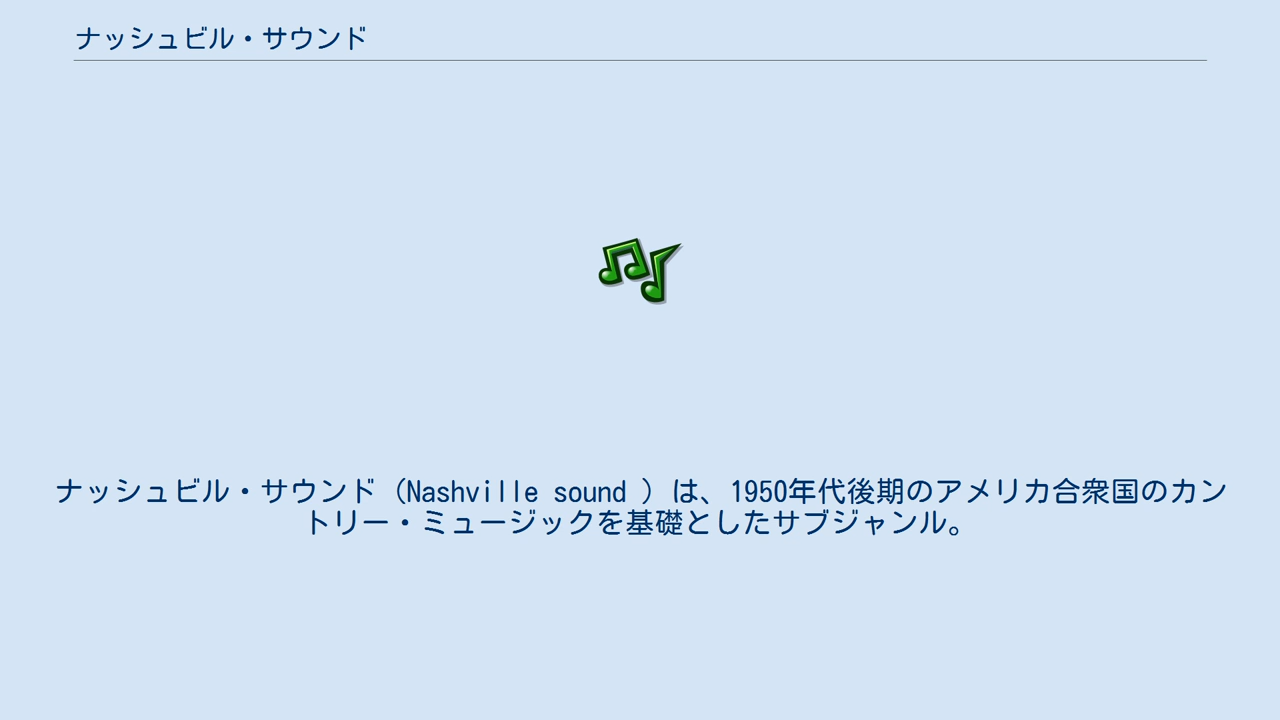 ナッシュビル・サウンド
ナッシュビル・サウンド（Nashville sound ）は、1950年代後期のアメリカ合衆国のカン
トリー・ミュージックを基礎としたサブジャンル。